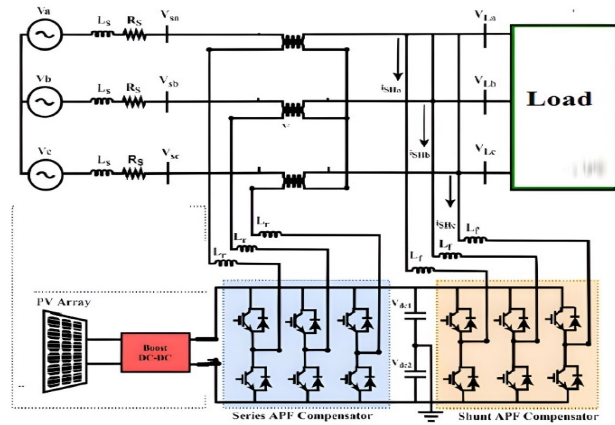 Va
Ls
Rs
Vsa
VLa
iSHa
Vb
Ls
Rs
Vsb
VLb
iSHb
Load
Vc
Ls
Rs
Vsc
VLc
iSHc
Lr
Lr
Lr
Lf
Lf
Lf
PV Array
Boost
DC-DC
Vdc1
Vdc2
Series APF Compensator
Shunt APF Compensator